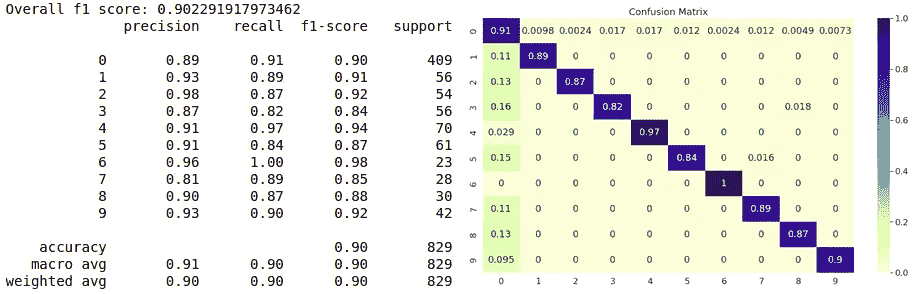 Overall f1 score: 0.902291917973462
precision recall f1-score support
0 0.89 0.91 0.90 409
1 0.93 0.89 0.91 56
2 0.98 0.87 0.92 54
3 0.87 0.82 0.84 56
4 0.91 0.97 0.94 70
5 0.91 0.84 0.87 61
6 0.96 1.00 0.98 23
7 0.81 0.89 0.85 28
8 0.90 0.87 0.88 30
9 0.93 0.90 0.92 42
accuracy 0.90 829
macro avg 0.91 0.90 0.90 829
weighted avg 0.90 0.90 0.90 829
Confusion Matrix
0 0.91 0.0098 0.0024 0.017 0.017 0.012 0.0024 0.012 0.0049 0.0073
1 0.11 0.89 0 0 0 0 0 0 0 0
2 0.13 0 0.87 0 0 0 0 0 0 0
3 0.16 0 0 0.82 0 0 0 0 0.018 0
4 0.029 0 0 0 0.97 0 0 0 0 0
5 0.15 0 0 0 0 0.84 0 0.016 0 0
6 0 0 0 0 0 0 1 0 0 0
7 0.11 0 0 0 0 0 0 0.89 0 0
8 0.13 0 0 0 0 0 0 0 0.87 0
9 0.095 0 0 0 0 0 0 0 0 0.9
0 1 2 3 4 5 6 7 8 9
1.0
0.8
0.6
0.4
0.2
0.0